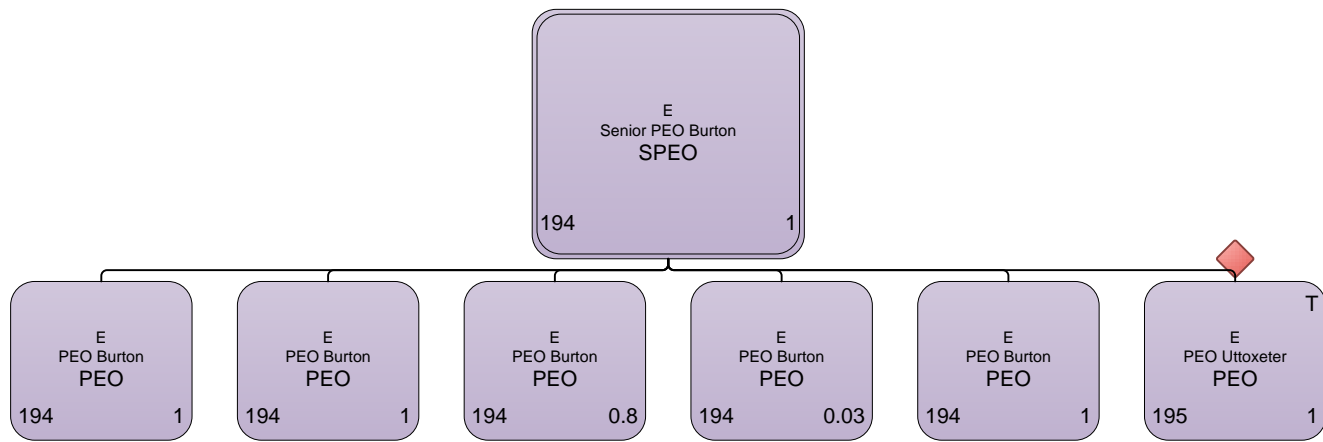 E
Senior PEO Burton
SPEO
194 1
E
PEO Burton
PEO
194 1
E
PEO Burton
PEO
194 1
E
PEO Burton
PEO
194 0.8
E
PEO Burton
PEO
194 0.03
E
PEO Burton
PEO
194 1
T
E
PEO Uttoxeter
PEO
195 1